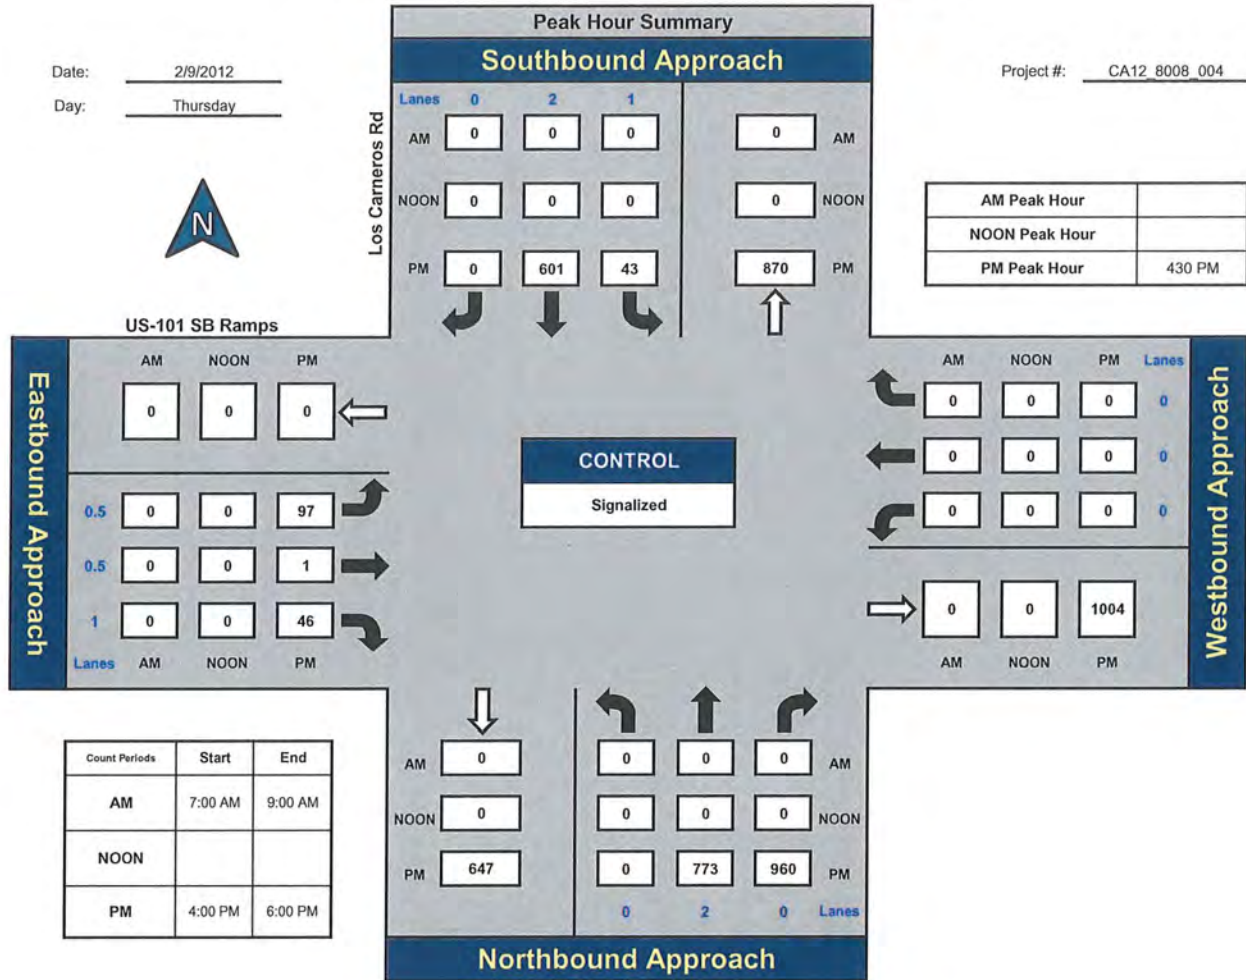 Peak Hour Summary
Southbound Approach
Date: 2/9/2012
Day: Thursday
Project #: CA12_8008_004
Los Carneros Rd
Lanes 0 2 1
AM 0 0 0 0 AM
NOON 0 0 0 0 NOON
PM 0 601 43 870 PM
N
AM Peak Hour
NOON Peak Hour
PM Peak Hour 430 PM
US-101 SB Ramps
Eastbound Approach
AM NOON PM
0 0 0
0.5 0 0 97
0.5 0 0 1
1 0 0 46
Lanes AM NOON PM
CONTROL
Signalized
AM NOON PM Lanes
0 0 0 0
0 0 0 0
0 0 0 0
0 0 1004
AM NOON PM
Westbound Approach
Count Periods Start End
AM 7:00 AM 9:00 AM
NOON
PM 4:00 PM 6:00 PM
AM 0 0 0 0 AM
NOON 0 0 0 0 NOON
PM 647 0 773 960 PM
0 2 0 Lanes
Northbound Approach